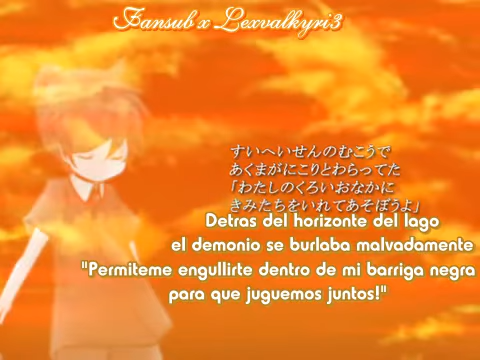 Fansub x Lexvalkyri3
すいへいせんのむこうで
あくまがにこりとわらってた
「わたしのくろいおなかに
きみたちをいれてあそぼうよ」
Detras del horizonte del lago
el demonio se burlaba malvadamente
"Permiteme engullirte dentro de mi barriga negra
para que juguemos juntos!"